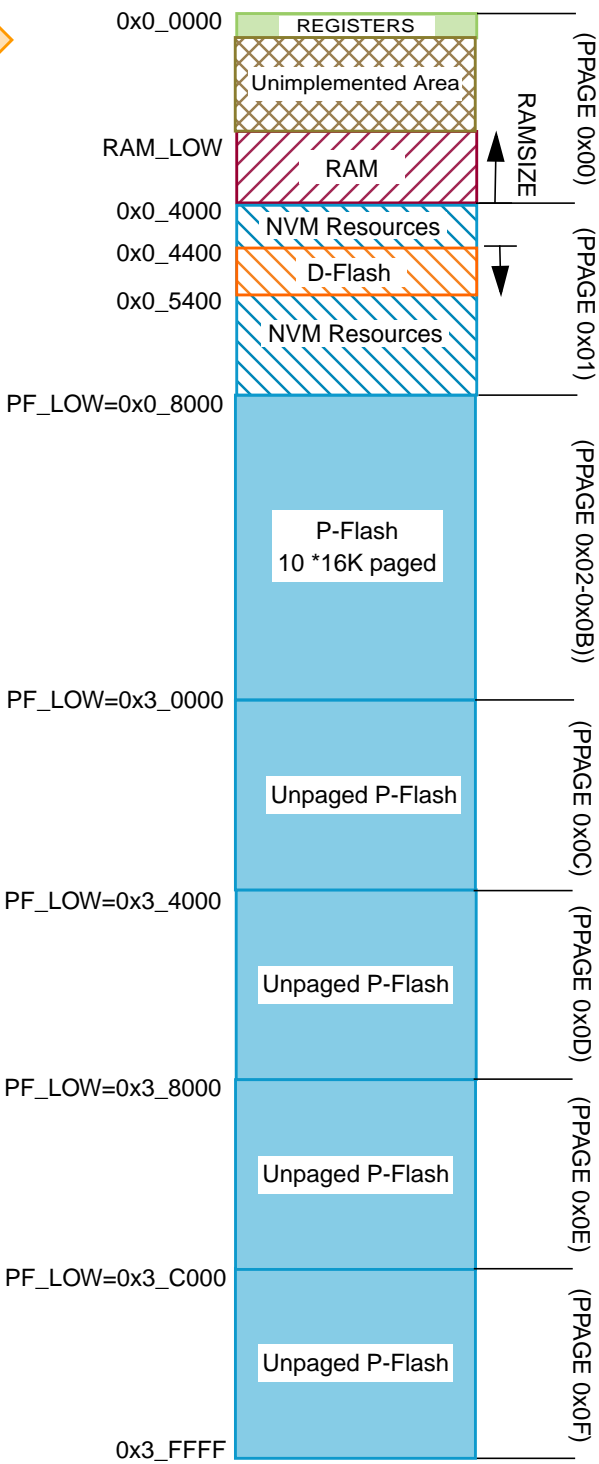 0x0_0000
REGISTERS
Unimplemented Area
(PPAGE 0x00)
RAMSIZE
RAM_LOW
RAM
0x0_4000
NVM Resources
0x0_4400
D-Flash
(PPAGE 0x01)
0x0_5400
NVM Resources
PF_LOW=0x0_8000
P-Flash
10 *16K paged
(PPAGE 0x02-0x0B))
PF_LOW=0x3_0000
Unpaged P-Flash
(PPAGE 0x0C)
PF_LOW=0x3_4000
Unpaged P-Flash
(PPAGE 0x0D)
PF_LOW=0x3_8000
Unpaged P-Flash
(PPAGE 0x0E)
PF_LOW=0x3_C000
Unpaged P-Flash
(PPAGE 0x0F)
0x3_FFFF